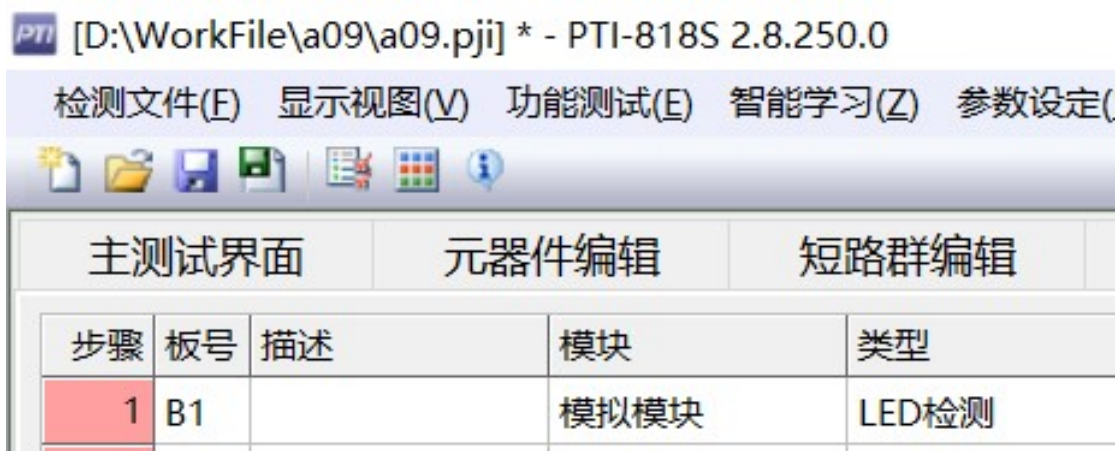 PTI [D:\WorkFile\a09\a09.pji] * - PTI-818S 2.8.250.0
检测文件(F) 显示视图(V) 功能测试(E) 智能学习(Z) 参数设定(
主测试界面 元器件编辑 短路群编辑
步骤 板号 描述 模块 类型
1 B1 模拟模块 LED检测